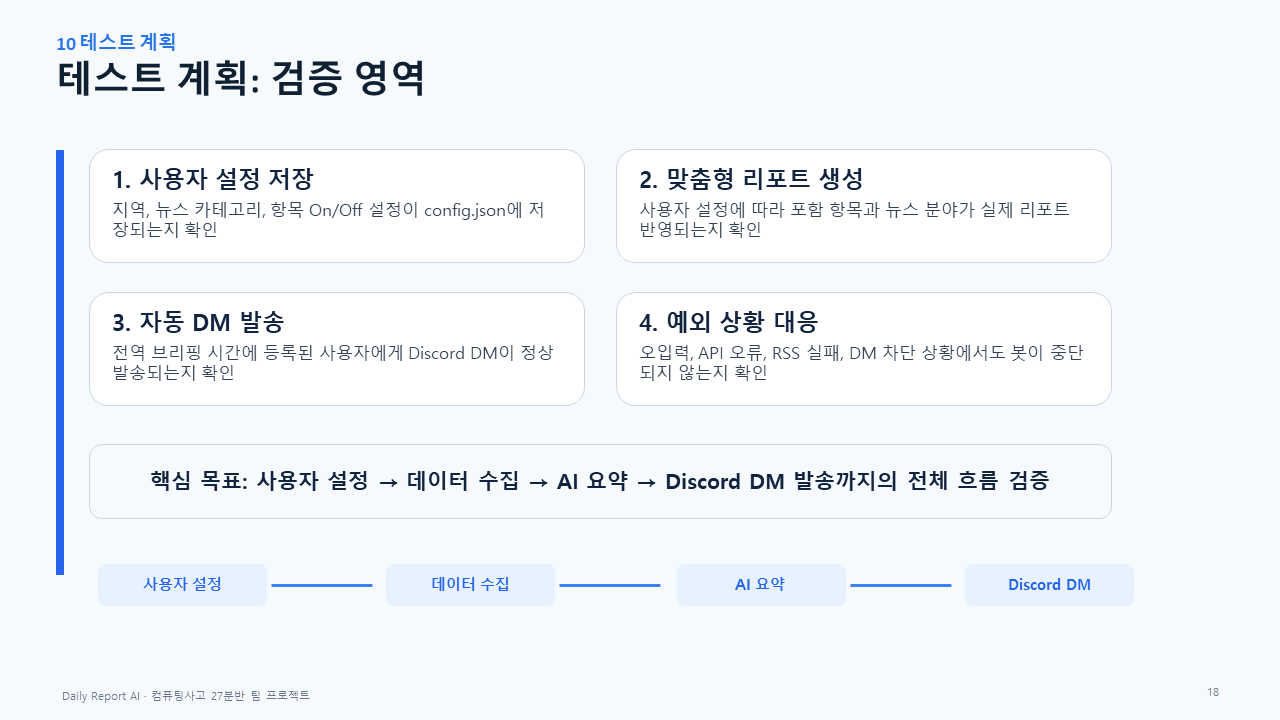 10 테스트 계획
테스트 계획: 검증 영역
1. 사용자 설정 저장
지역, 뉴스 카테고리, 항목 On/Off 설정이 config.json에 저
장되는지 확인
2. 맞춤형 리포트 생성
사용자 설정에 따라 포함 항목과 뉴스 분야가 실제 리포트
반영되는지 확인
3. 자동 DM 발송
전역 브리핑 시간에 등록된 사용자에게 Discord DM이 정상
발송되는지 확인
4. 예외 상황 대응
오입력, API 오류, RSS 실패, DM 차단 상황에서도 봇이 중단
되지 않는지 확인
핵심 목표: 사용자 설정 → 데이터 수집 → AI 요약 → Discord DM 발송까지의 전체 흐름 검증
사용자 설정
데이터 수집
AI 요약
Discord DM
Daily Report AI · 컴퓨팅사고 27분반 팀 프로젝트
18